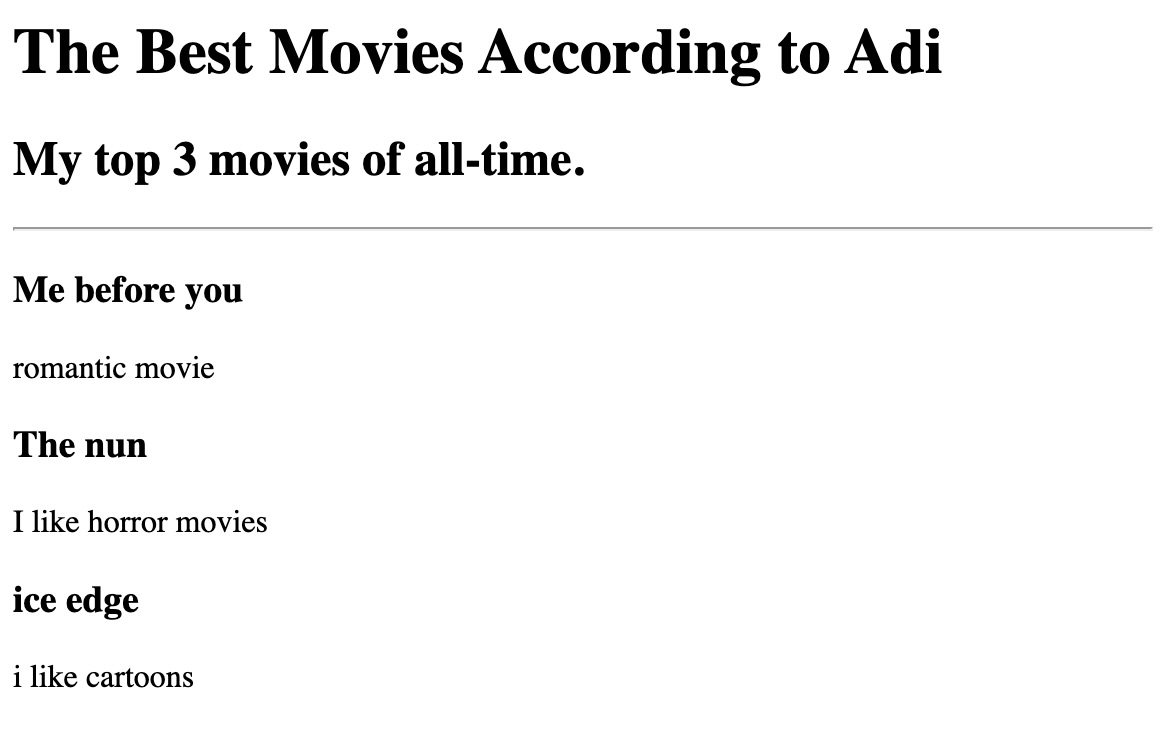 The Best Movies According to Adi
My top 3 movies of all-time.
Me before you
romantic movie
The nun
I like horror movies
ice edge
i like cartoons